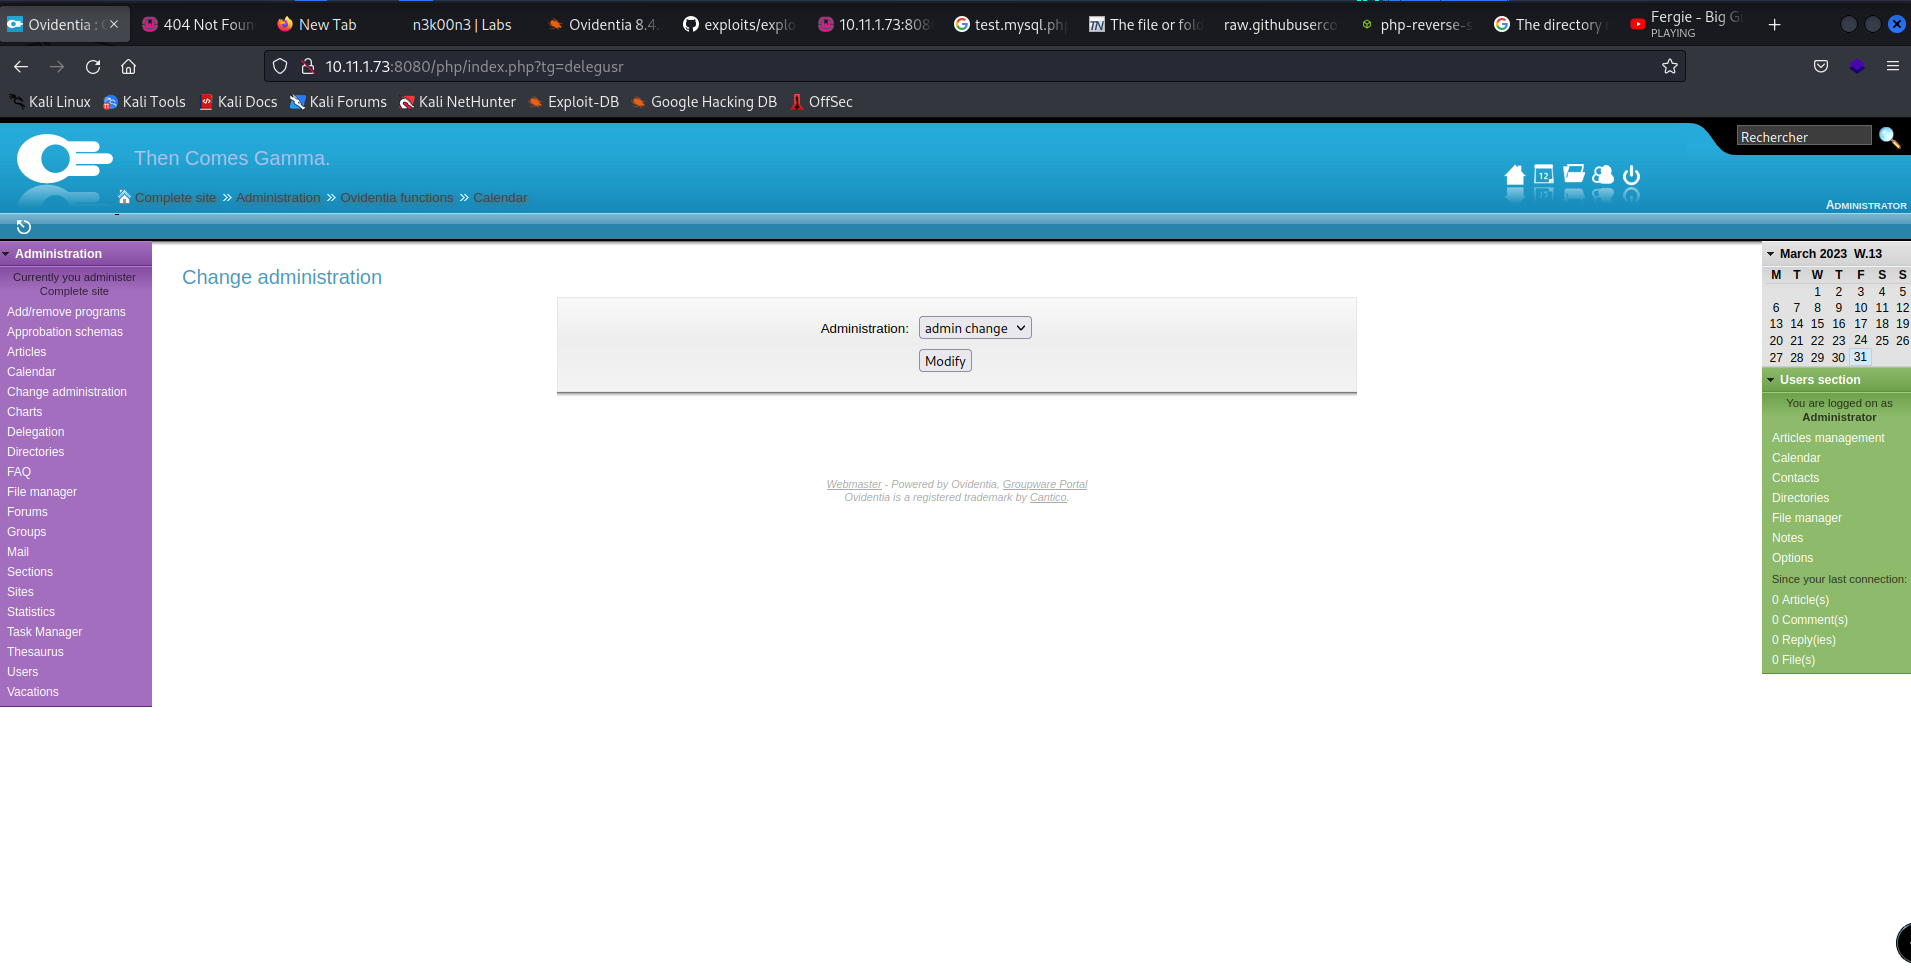 Ovidentia :
404 Not Foun
New Tab
n3k00n3 | Labs
Ovidentia 8.4.
exploits/explo
10.11.1.73:808
test.mysql.ph
The file or fol
raw.githubuserco
php-reverse-s
The directory
Fergie - Big Gi
PLAYING
10.11.1.73:8080/php/index.php?tg=delegusr
Kali Linux
Kali Tools
Kali Docs
Kali Forums
Kali NetHunter
Exploit-DB
Google Hacking DB
OffSec
Then Comes Gamma.
Rechercher
12
Complete site » Administration » Ovidentia functions » Calendar
Administrator
Administration
Currently you administer
Complete site
Add/remove programs
Approbation schemas
Articles
Calendar
Change administration
Charts
Delegation
Directories
FAQ
File manager
Forums
Groups
Mail
Sections
Sites
Statistics
Task Manager
Thesaurus
Users
Vacations
Change administration
Administration: admin change
Modify
Webmaster - Powered by Ovidentia, Groupware Portal
Ovidentia is a registered trademark by Cantico.
March 2023 W.13
M T W T F S S
1 2 3 4 5
6 7 8 9 10 11 12
13 14 15 16 17 18 19
20 21 22 23 24 25 26
27 28 29 30 31
Users section
You are logged on as
Administrator
Articles management
Calendar
Contacts
Directories
File manager
Notes
Options
Since your last connection:
0 Article(s)
0 Comment(s)
0 Reply(ies)
0 File(s)